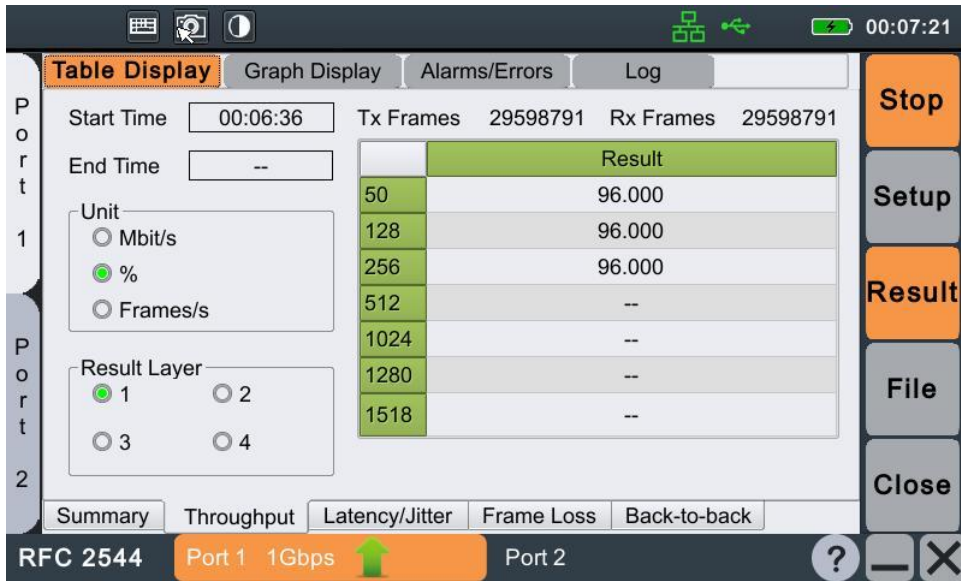 00:07:21
Table Display Graph Display Alarms/Errors Log
Port 1
Port 2
Start Time 00:06:36 Tx Frames 29598791 Rx Frames 29598791
End Time --
Unit
Mbit/s
%
Frames/s
Result Layer
1 2
3 4
Result
50 96.000
128 96.000
256 96.000
512 --
1024 --
1280 --
1518 --
Stop
Setup
Result
File
Close
Summary Throughput Latency/Jitter Frame Loss Back-to-back
RFC 2544 Port 1 1Gbps Port 2 ?